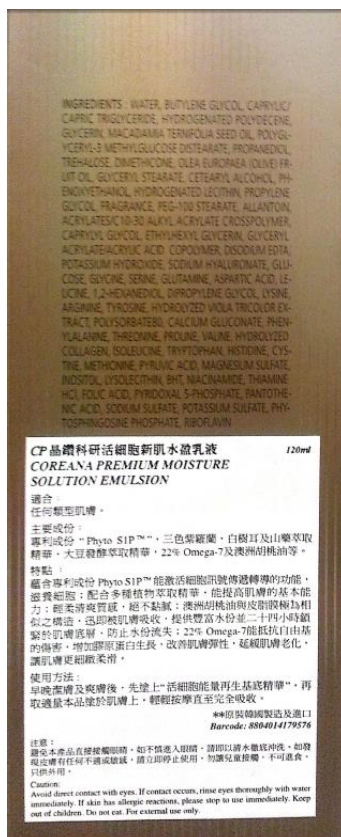 INGREDIENTS : WATER, BUTYLENE GLYCOL, CAPRYLIC/
CAPRIC TRIGLYCERIDE, HYDROGENATED POLYDECENE,
GLYCERIN, MACADAMIA TERNIFOLIA SEED OIL, POLYGL-
YCERYL-3 METHYLGLUCOSE DISTEARATE, PROPANEDIOL,
TREHALOSE, DIMETHICONE, OLEA EUROPAEA (OLIVE) FR-
UIT OIL, GLYCERYL STEARATE, CETEARYL ALCOHOL, PH-
ENOXYETHANOL, HYDROGENATED LECITHIN, PROPYLENE
GLYCOL, FRAGRANCE, PEG-100 STEARATE, ALLANTOIN,
ACRYLATES/C10-30 ALKYL ACRYLATE CROSSPOLYMER,
CAPRYLYL GLYCOL, ETHYLHEXYL GLYCERIN, GLYCERYL
ACRYLATE/ACRYLIC ACID COPOLYMER, DISODIUM EDTA,
POTASSIUM HYDROXIDE, SODIUM HYALURONATE, GLU-
COSE, GLYCINE, SERINE, GLUTAMINE, ASPARTIC ACID, LE-
UCINE, 1,2-HEXANEDIOL, DIPROPYLENE GLYCOL, LYSINE,
ARGININE, TYROSINE, HYDROLYZED VIOLA TRICOLOR EX-
TRACT, POLYSORBATE80, CALCIUM GLUCONATE, PHEN-
YLALANINE, THREONINE, PROLINE, VALINE, HYDROLYZED
COLLAGEN, ISOLEUCINE, TRYPTOPHAN, HISTIDINE, CYS-
TINE, METHIONINE, PYRUVIC ACID, MAGNESIUM SULFATE,
INOSITOL, LYSOLECITHIN, BHT, NIACINAMIDE, THIAMINE
HCl, FOLIC ACID, PYRIDOXAL 5-PHOSPHATE, PANTOTHE-
NIC ACID, SODIUM SULFATE, POTASSIUM SULFATE, PHY-
TOSPHINGOSINE PHOSPHATE, RIBOFLAVIN
CP 晶鑽科研活細胞新肌水盈乳液 120ml
COREANA PREMIUM MOISTURE
SOLUTION EMULSION
適合：
任何類型肌膚。
主要成份：
專利成份 "Phyto S1P™"，三色紫羅蘭，白樹耳及山藥萃取
精華，大豆發酵萃取精華，22% Omega-7及澳洲胡桃油等。
特點：
蘊含專利成份 Phyto S1P™ 能激活細胞訊號傳遞轉導的功能，
滋養細胞；配合多種植物萃取精華，能提高肌膚的基本能
力；輕柔清爽質感，絕不黏膩；澳洲胡桃油與皮脂膜極為相
似之構造，迅即被肌膚吸收，提供豐富水份並二十四小時鎖
緊於肌膚底層，防止水份流失；22% Omega-7能抵抗自由基
的傷害，增加膠原蛋白生長，改善肌膚彈性，延緩肌膚老化，
讓肌膚更細緻柔滑。
使用方法：
早晚潔膚及爽膚後，先塗上"活細胞能量再生基底精華"，再
取適量本品塗於肌膚上，輕輕按摩直至完全吸收。
**原裝韓國製造及進口
Barcode: 8804014179576
注意：
避免本產品直接接觸眼睛，如不慎進入眼睛，請即以清水徹底沖洗。如發
現皮膚有任何不適或敏感，請立即停止使用。勿讓兒童接觸。不可進食，
只供外用。
Caution:
Avoid direct contact with eyes. If contact occurs, rinse eyes thoroughly with water
immediately. If skin has allergic reactions, please stop to use immediately. Keep
out of children. Do not eat. For external use only.